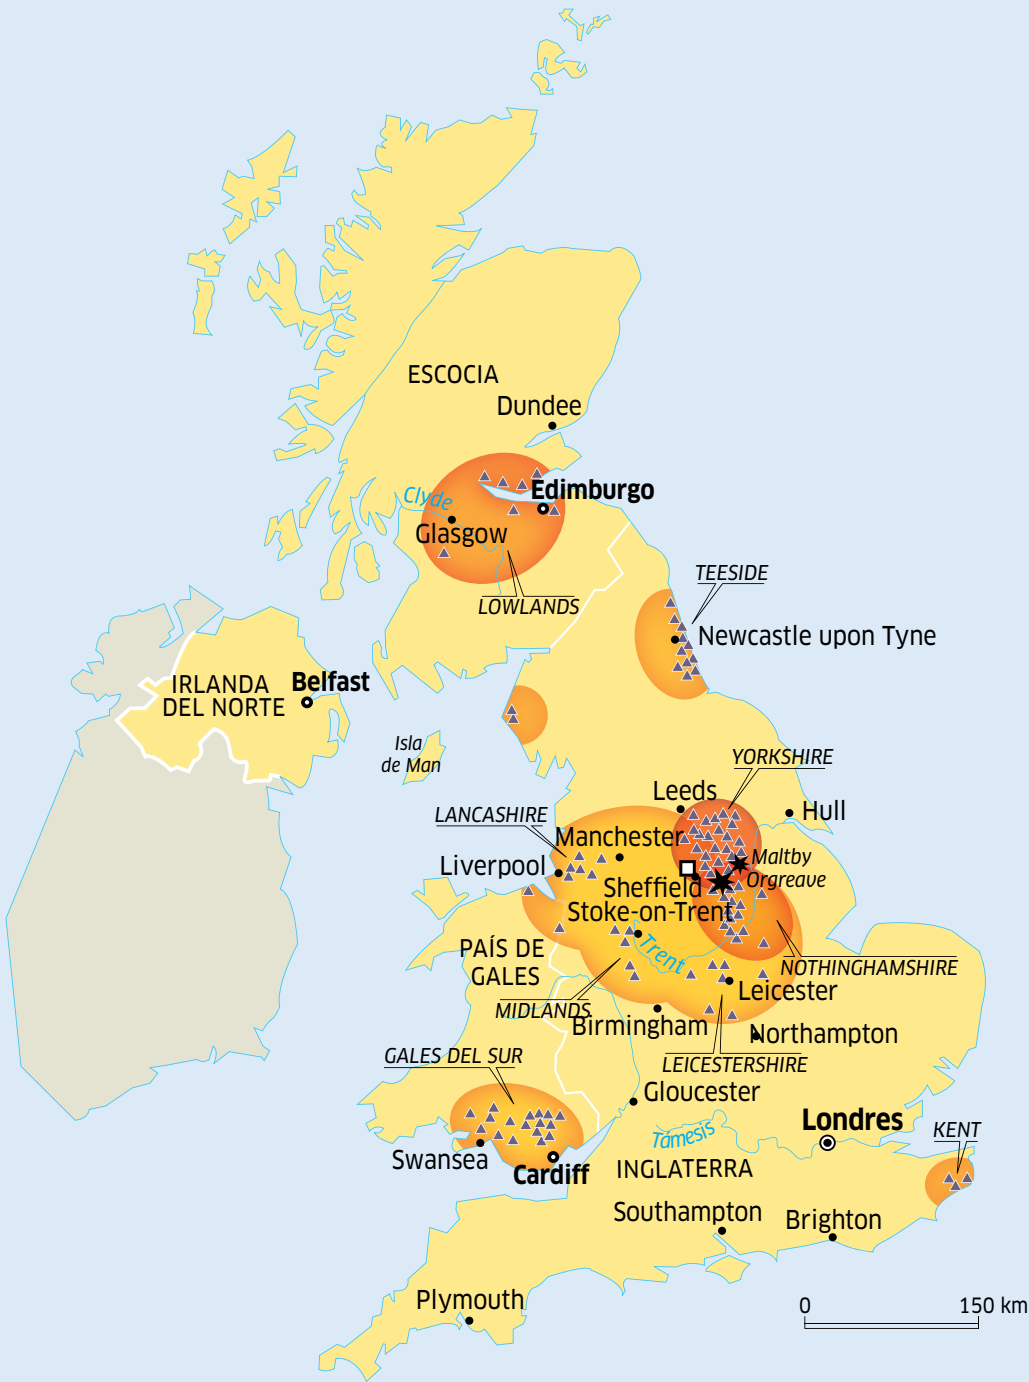 ESCOCIA
Dundee
Clyde
Edimburgo
Glasgow
LOWLANDS
TEESIDE
Newcastle upon Tyne
IRLANDA
DEL NORTE
Belfast
Isla
de Man
YORKSHIRE
Leeds
Hull
LANCASHIRE
Manchester
Liverpool
Maltby
Orgreave
Sheffield
Stoke-on-Trent
Trent
PAÍS DE
GALES
NOTHINGHAMSHIRE
Leicester
MIDLANDS
Birmingham
Northampton
LEICESTERSHIRE
GALES DEL SUR
Gloucester
Londres
Támesis
KENT
Swansea
Cardiff
INGLATERRA
Southampton
Brighton
Plymouth
0 150 km